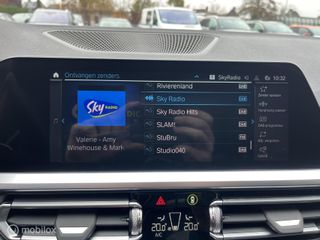 Ontvangen zenders
SkyRadio
10:32
Rivierenland
Sky Radio
Sky Radio Hits
SLAM!
StuBru
Studio040
Sky
RADIO
Valerie - Amy
Winehouse & Mark
20.0
A/C
20.0
mobilox